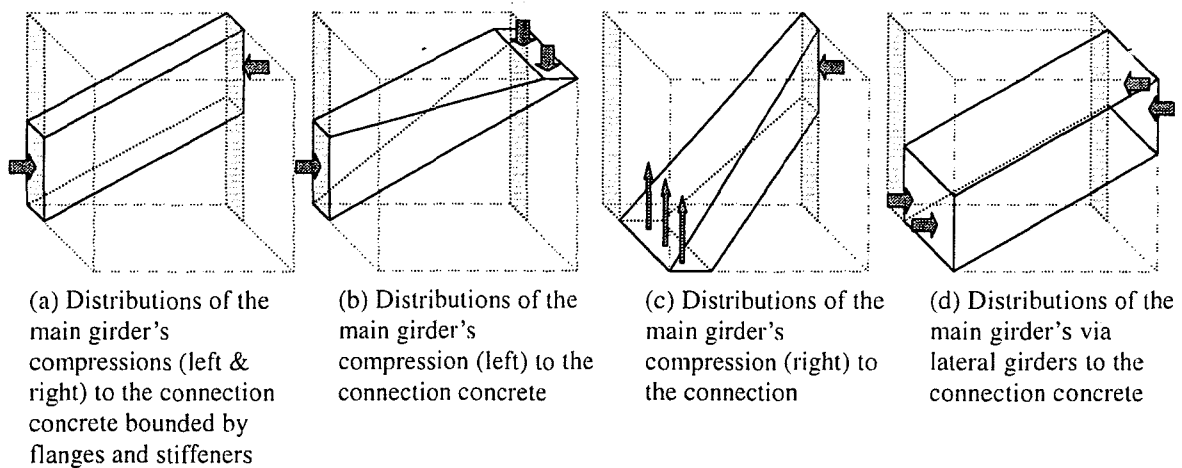 (a) Distributions of the
main girder's
compressions (left &
right) to the connection
concrete bounded by
flanges and stiffeners
(b) Distributions of the
main girder's
compression (left) to the
connection concrete
(c) Distributions of the
main girder's
compression (right) to
the connection
(d) Distributions of the
main girder's via
lateral girders to the
connection concrete